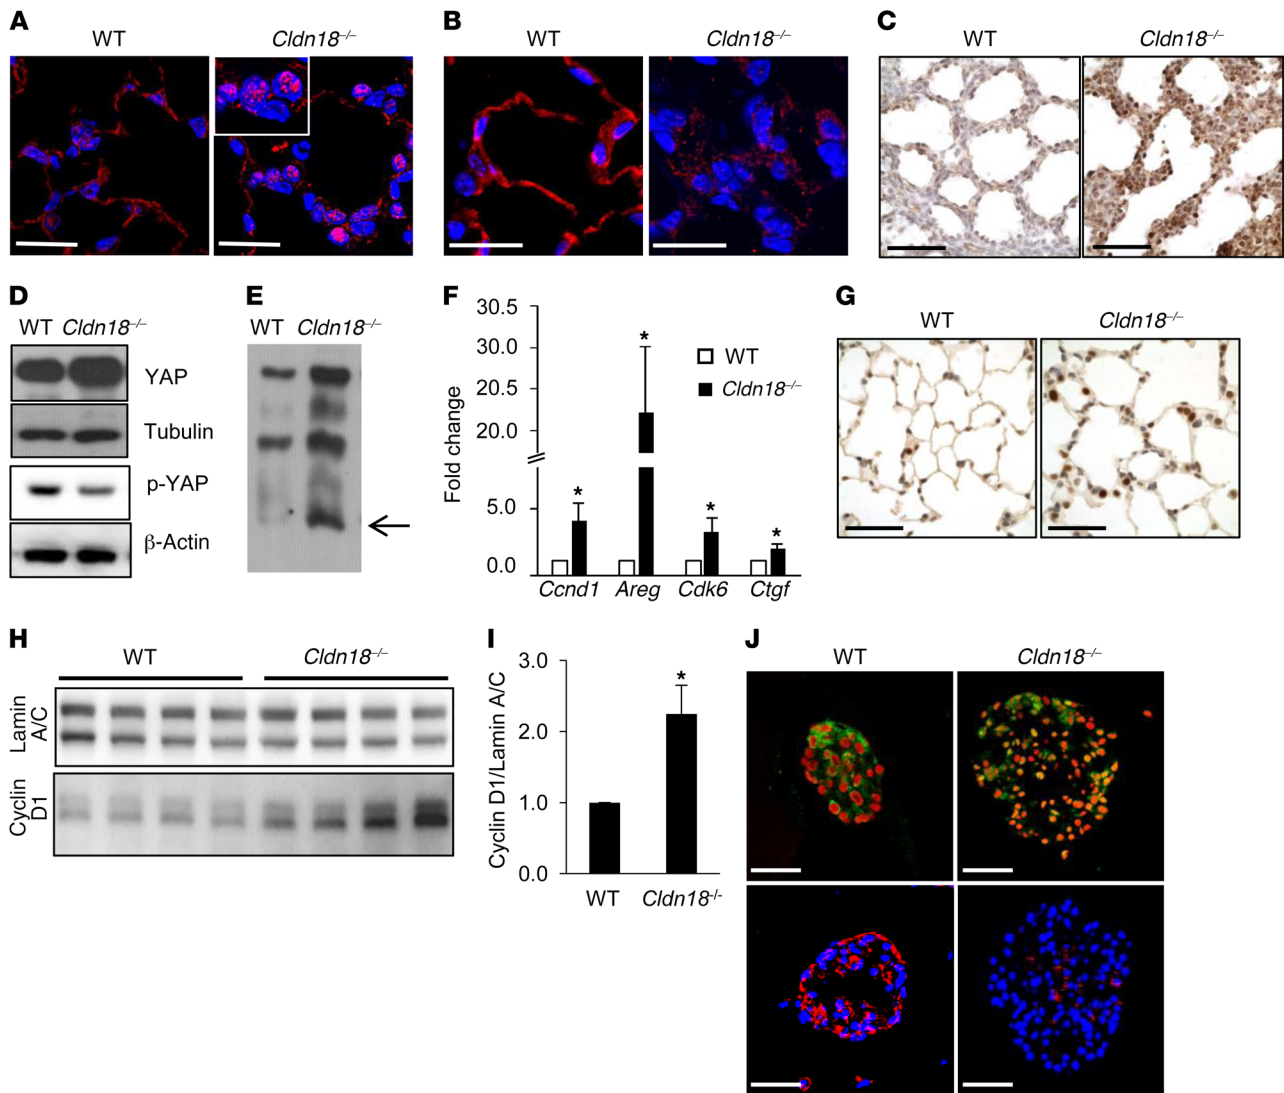 A
WT
Cldn18⁻/⁻
B
WT
Cldn18⁻/⁻
C
WT
Cldn18⁻/⁻
D
WT
Cldn18⁻/⁻
YAP
Tubulin
p-YAP
β-Actin
E
WT
Cldn18⁻/⁻
F
Fold change
30.5
30.0
20.5
20.0
5.0
0.0
*
*
*
*
WT
Cldn18⁻/⁻
Ccnd1
Areg
Cdk6
Ctgf
G
WT
Cldn18⁻/⁻
H
WT
Cldn18⁻/⁻
Lamin
A/C
Cyclin
D1
I
Cyclin D1/Lamin A/C
3.0
2.0
1.0
0.0
*
WT
Cldn18-/-
J
WT
Cldn18⁻/⁻